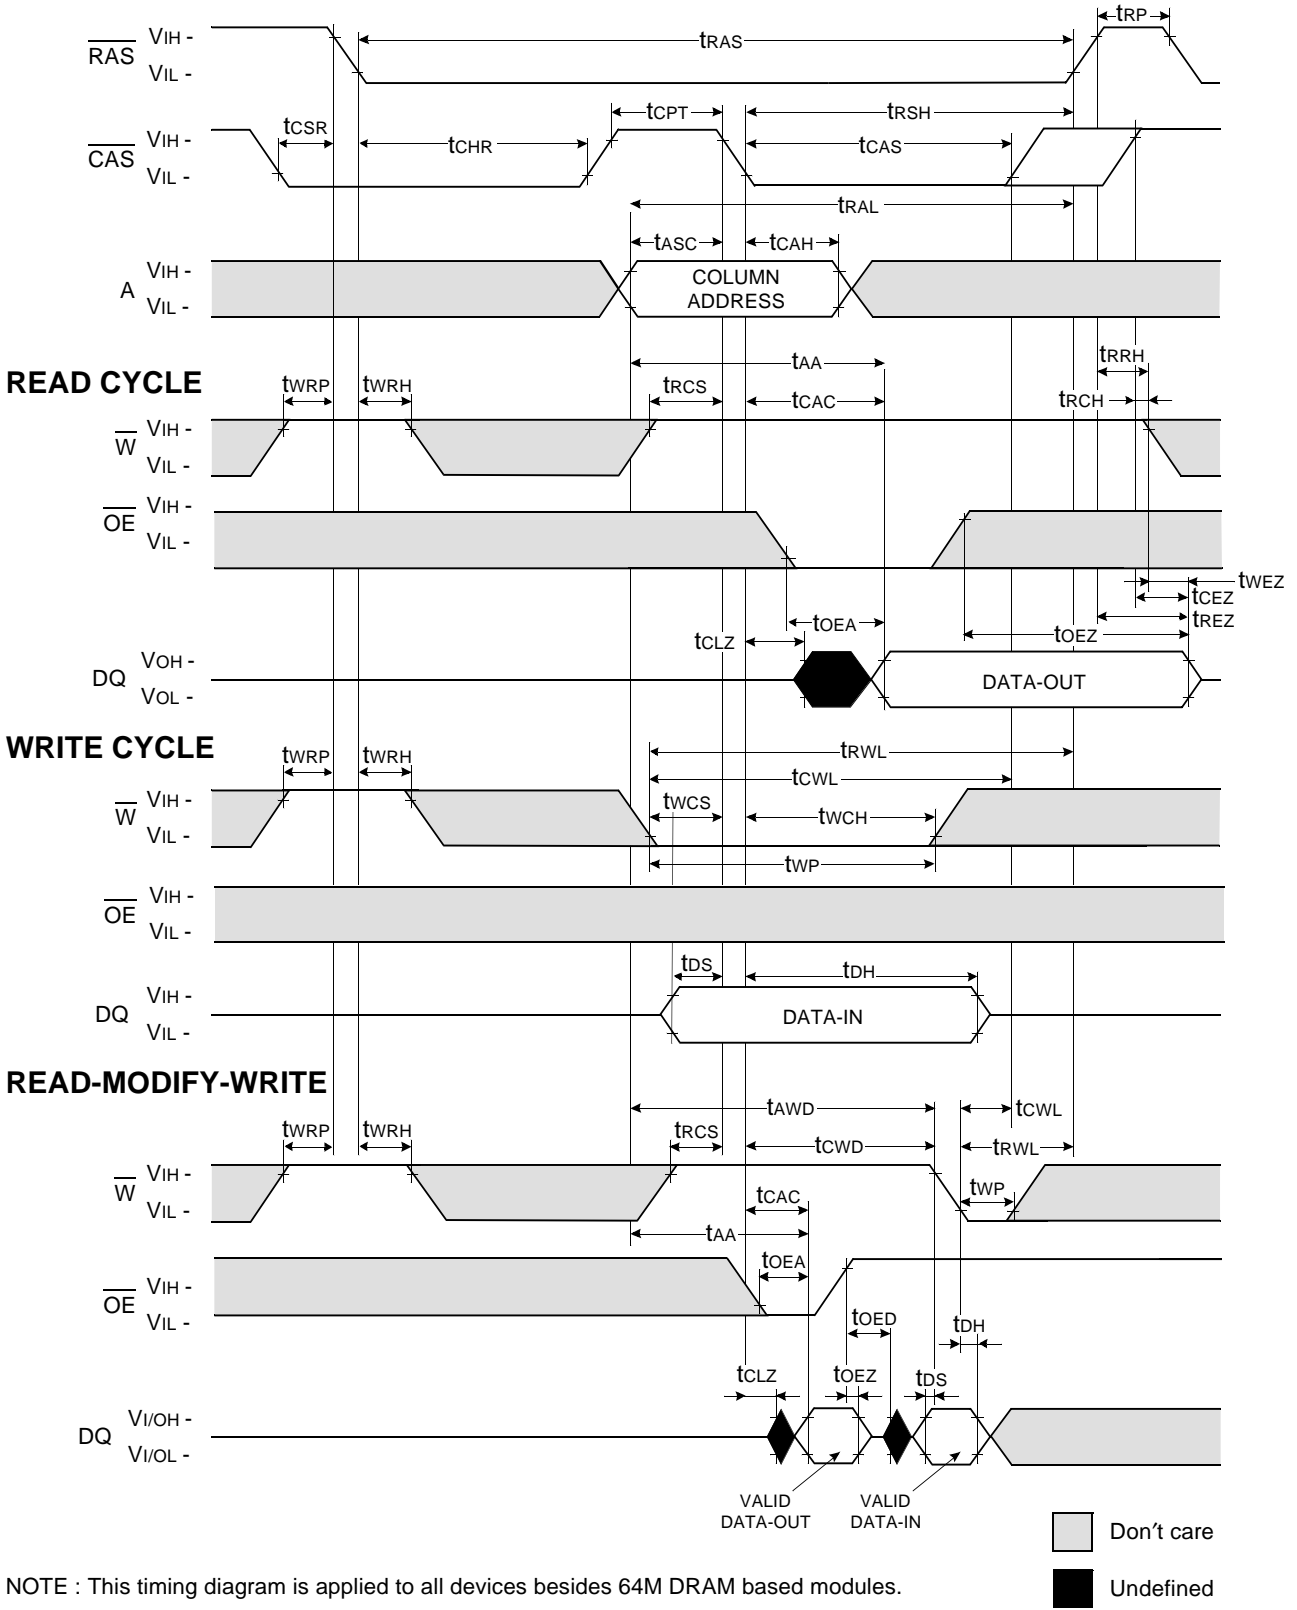 tRP
RAS
VIH -
tRAS
VIL -
tCPT
tRSH
tCSR
CAS
VIH -
tCHR
tCAS
VIL -
tRAL
tASC
tCAH
A
VIH -
COLUMN
ADDRESS
VIL -
tAA
tRRH
READ CYCLE
tWRP
tWRH
tRCS
tCAC
tRCH
W
VIH -
VIL -
OE
VIH -
VIL -
tWEZ
tCEZ
tREZ
tOEA
tOEZ
tCLZ
DQ
VOH -
DATA-OUT
VOL -
WRITE CYCLE
tWRP
tWRH
tRWL
tCWL
W
VIH -
tWCS
tWCH
VIL -
tWP
OE
VIH -
VIL -
tDS
tDH
DQ
VIH -
DATA-IN
VIL -
READ-MODIFY-WRITE
tAWD
tCWL
tWRP
tWRH
tRCS
tCWD
tRWL
W
VIH -
tCAC
tWP
VIL -
tAA
OE
VIH -
tOEA
VIL -
tOED
tDH
tCLZ
tOEZ
tDS
DQ
VI/OH -
VI/OL -
VALID
DATA-OUT
VALID
DATA-IN
Don′t care
NOTE : This timing diagram is applied to all devices besides 64M DRAM based modules.
Undefined